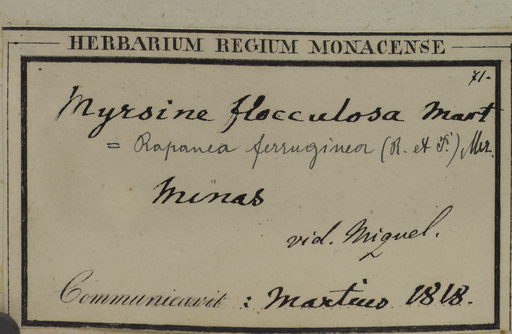 HERBARIUM REGIUM MONACENSE
71.
Myrsine flocculosa Mart
= Rapanea ferruginea (R. et P.), Mez.
Minas
vid. Miquel.
Communicavit : Martius 1818.